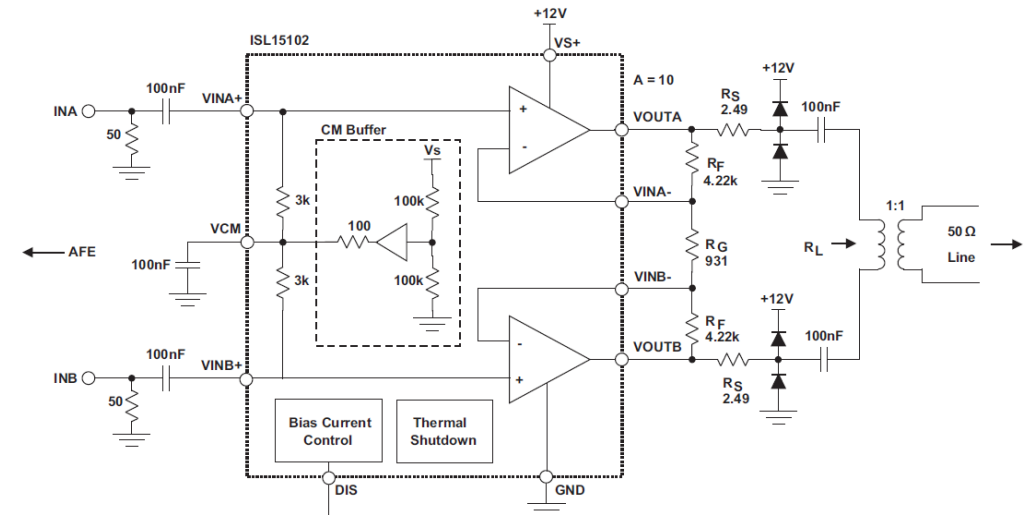 +12V
ISL15102
VS+
A = 10
+12V
100nF
VINA+
INA
50
CM Buffer
Vs
VOUTA
RS
2.49
100nF
RF
4.22k
3k
100k
100
VINA-
1:1
VCM
AFE
100nF
RG
931
RL
50 Ω
Line
3k
100k
VINB-
+12V
RF
4.22k
100nF
100nF
VINB+
VOUTB
INB
50
RS
2.49
Bias Current
Control
Thermal
Shutdown
DIS
GND
+
-
-
+